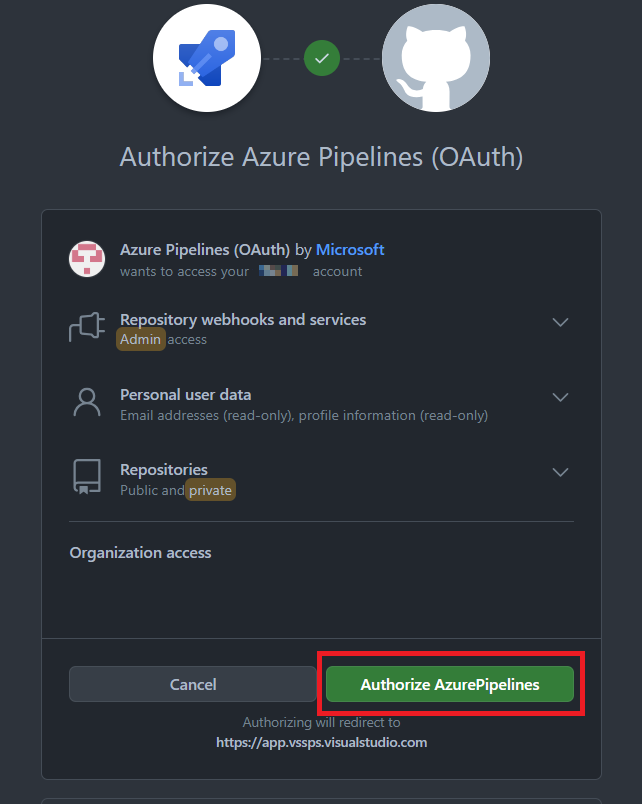 Authorize Azure Pipelines (OAuth)
Azure Pipelines (OAuth) by Microsoft
wants to access your account
Repository webhooks and services
Admin access
Personal user data
Email addresses (read-only), profile information (read-only)
Repositories
Public and private
Organization access
Cancel
Authorize AzurePipelines
Authorizing will redirect to
https://app.vssps.visualstudio.com